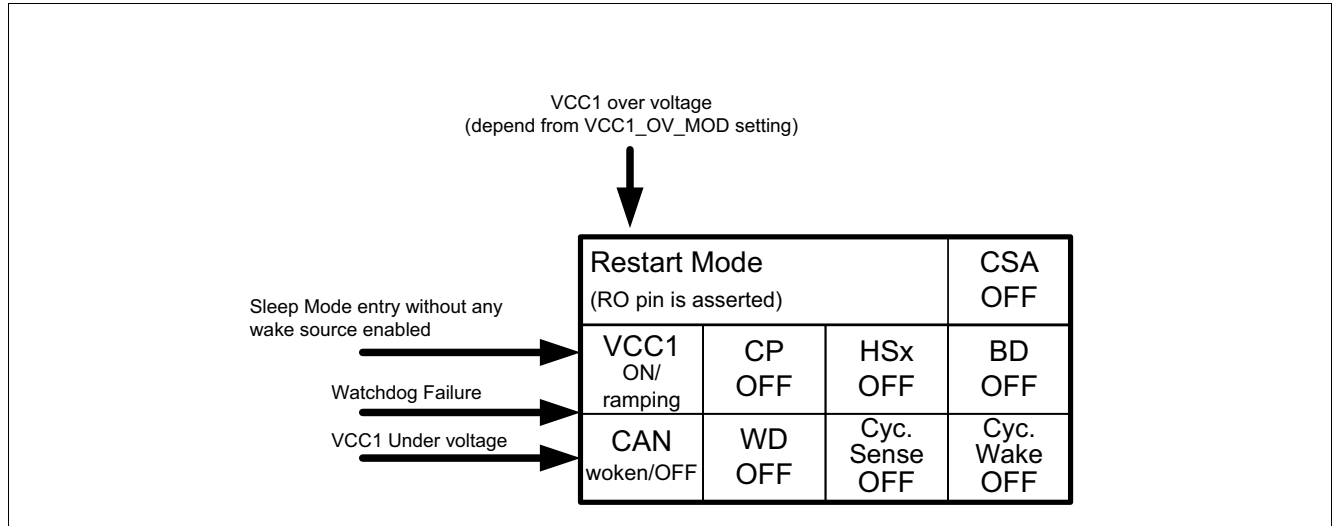 VCC1 over voltage
(depend from VCC1_OV_MOD setting)
Restart Mode
(RO pin is asserted)
CSA
OFF
Sleep Mode entry without any
wake source enabled
Watchdog Failure
VCC1 Under voltage
VCC1
ON/
ramping
CP
OFF
HSx
OFF
BD
OFF
CAN
woken/OFF
WD
OFF
Cyc.
Sense
OFF
Cyc.
Wake
OFF